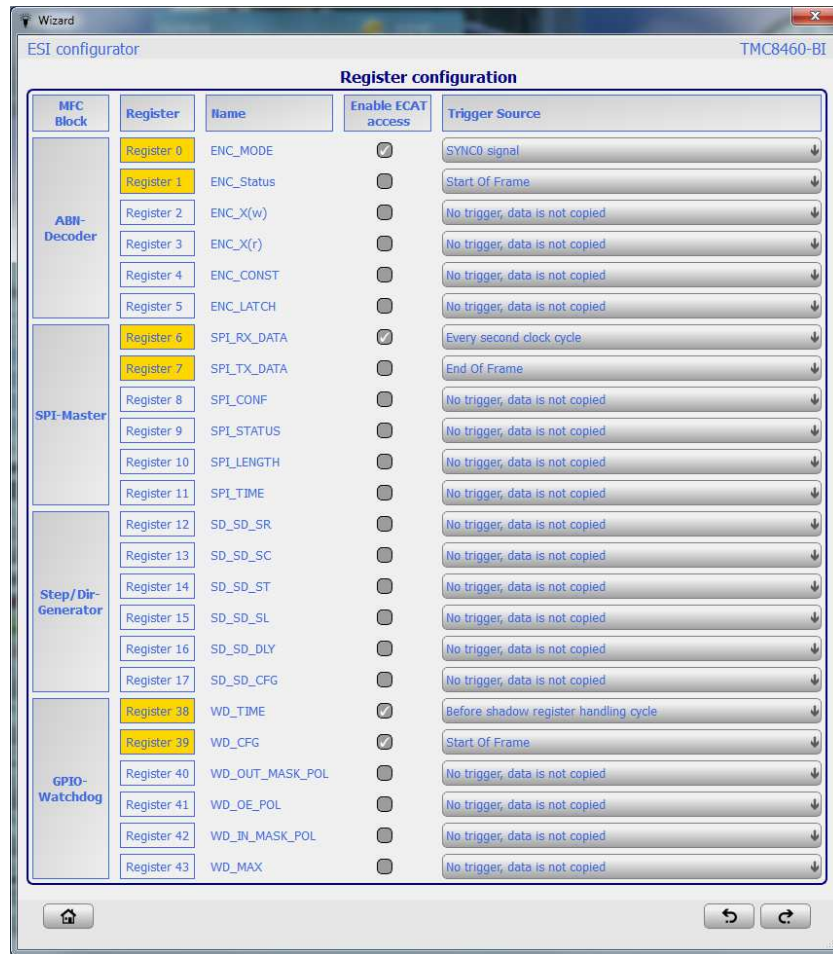 Wizard
ESI configurator TMC8460-BI
Register configuration
MFC Block Register Name Enable ECAT access Trigger Source
ABN-Decoder
Register 0 ENC_MODE SYNC0 signal
Register 1 ENC_Status Start Of Frame
Register 2 ENC_X(w) No trigger, data is not copied
Register 3 ENC_X(r) No trigger, data is not copied
Register 4 ENC_CONST No trigger, data is not copied
Register 5 ENC_LATCH No trigger, data is not copied
SPI-Master
Register 6 SPI_RX_DATA Every second clock cycle
Register 7 SPI_TX_DATA End Of Frame
Register 8 SPI_CONF No trigger, data is not copied
Register 9 SPI_STATUS No trigger, data is not copied
Register 10 SPI_LENGTH No trigger, data is not copied
Register 11 SPI_TIME No trigger, data is not copied
Step/Dir-Generator
Register 12 SD_SD_SR No trigger, data is not copied
Register 13 SD_SD_SC No trigger, data is not copied
Register 14 SD_SD_ST No trigger, data is not copied
Register 15 SD_SD_SL No trigger, data is not copied
Register 16 SD_SD_DLY No trigger, data is not copied
Register 17 SD_SD_CFG No trigger, data is not copied
GPIO-Watchdog
Register 38 WD_TIME Before shadow register handling cycle
Register 39 WD_CFG Start Of Frame
Register 40 WD_OUT_MASK_POL No trigger, data is not copied
Register 41 WD_OE_POL No trigger, data is not copied
Register 42 WD_IN_MASK_POL No trigger, data is not copied
Register 43 WD_MAX No trigger, data is not copied